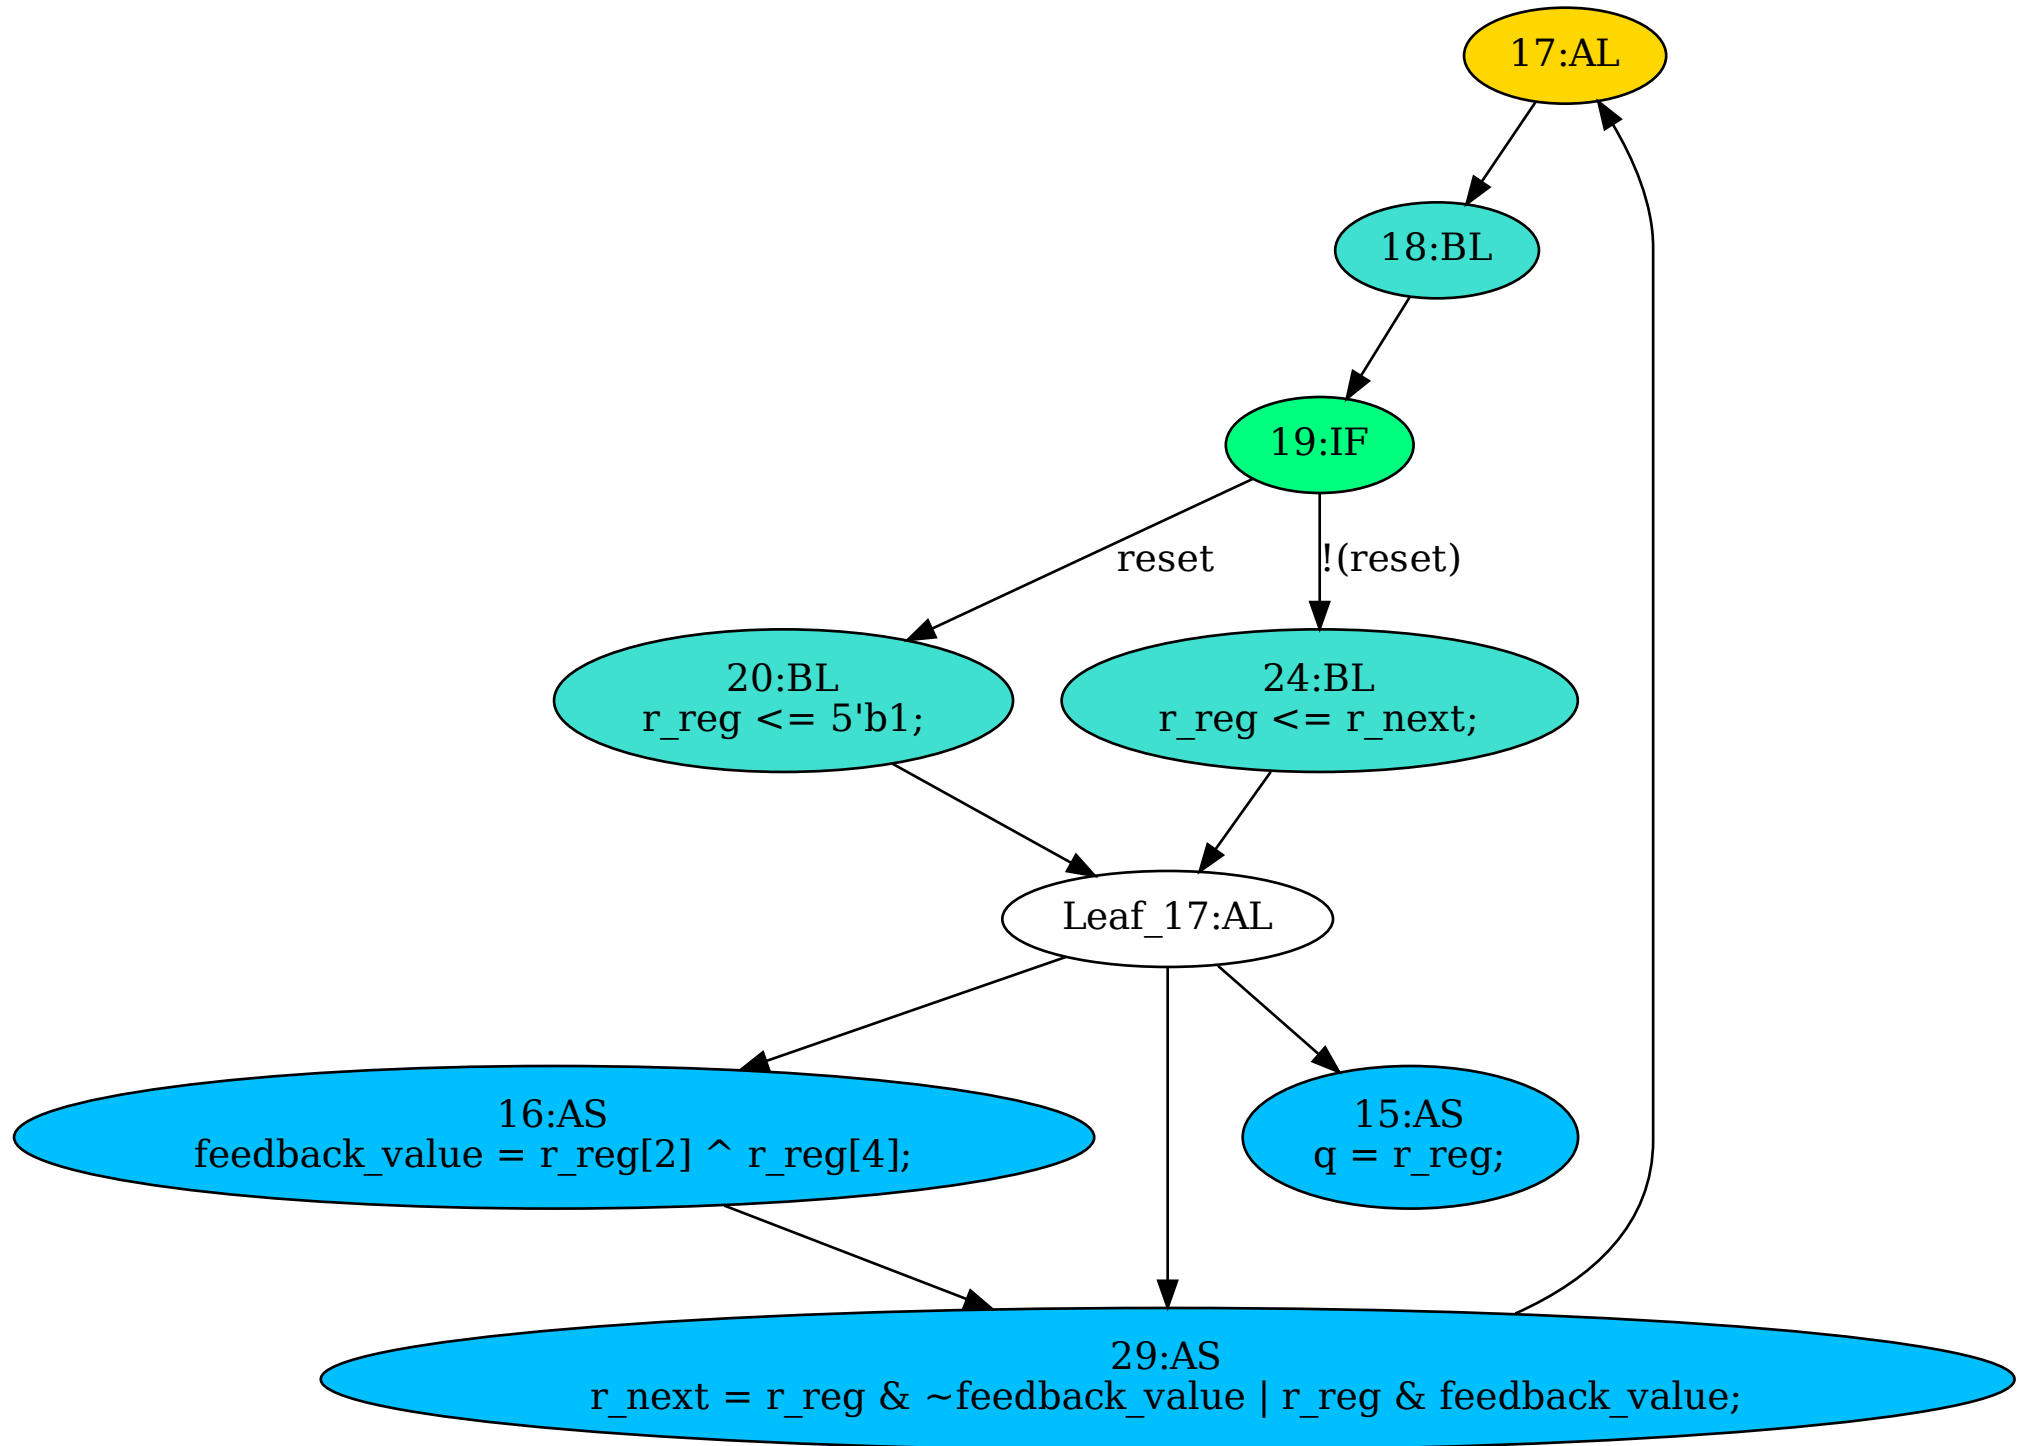 17:AL
18:BL
19:IF
reset
!(reset)
20:BL
r_reg <= 5'b1;
24:BL
r_reg <= r_next;
Leaf_17:AL
16:AS
feedback_value = r_reg[2] ^ r_reg[4];
15:AS
q = r_reg;
29:AS
r_next = r_reg & ~feedback_value | r_reg & feedback_value;